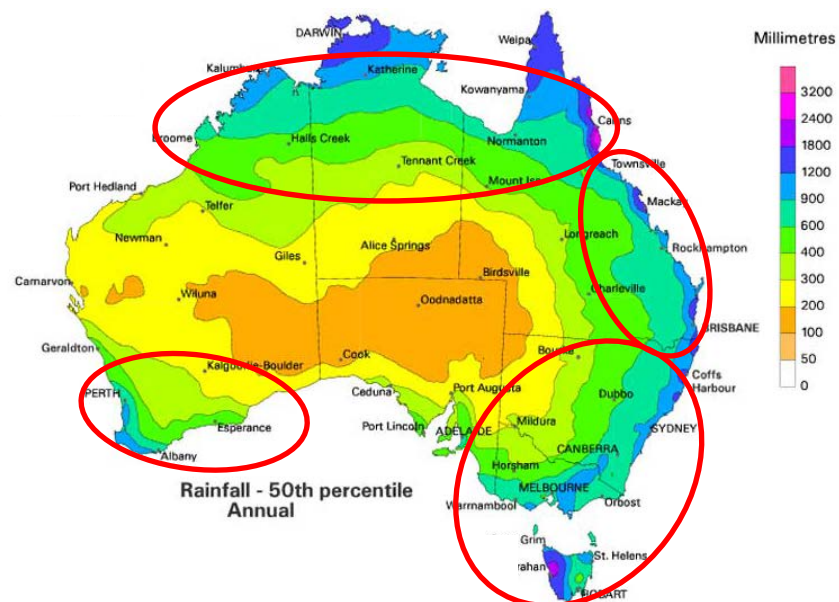 DARWIN
Weipa
Millimetres
Kalumbu
Katherine
Kowanyama
3200
2400
1800
1200
900
600
400
300
200
100
50
0
Cairns
Broome
Halls Creek
Normanton
Tennant Creek
Townsville
Port Hedland
Mount Isa
Mackay
Telfer
Newman
Longreach
Rockhampton
Giles
Alice Springs
Birdsville
Carnarvon
Wiluna
Oodnadatta
Charleville
BRISBANE
Geraldton
Cook
Bourke
Kalgoorlie-Boulder
Coffs
Harbour
PERTH
Ceduna
Port Augusta
Dubbo
Esperance
Port Lincoln
ADELAIDE
Mildura
SYDNEY
Albany
CANBERRA
Horsham
Rainfall - 50th percentile
Annual
MELBOURNE
Warrnambool
Orbost
Grim
St. Helens
rahan
HOBART